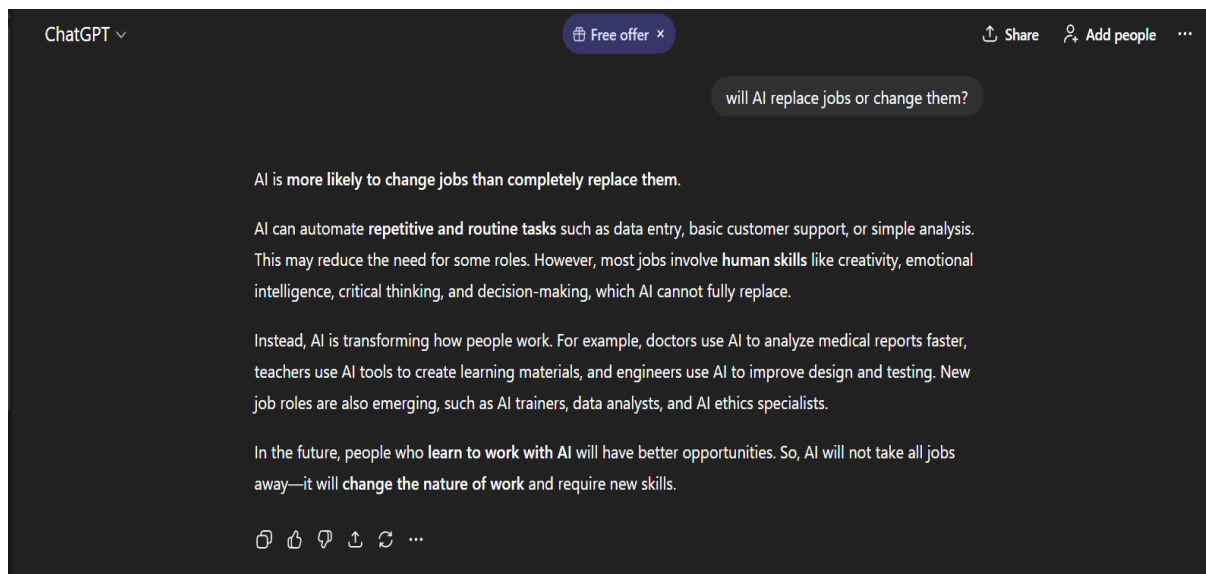 ChatGPT
Free offer ×
Share
Add people
will AI replace jobs or change them?
AI is more likely to change jobs than completely replace them.
AI can automate repetitive and routine tasks such as data entry, basic customer support, or simple analysis.
This may reduce the need for some roles. However, most jobs involve human skills like creativity, emotional
intelligence, critical thinking, and decision-making, which AI cannot fully replace.
Instead, AI is transforming how people work. For example, doctors use AI to analyze medical reports faster,
teachers use AI tools to create learning materials, and engineers use AI to improve design and testing. New
job roles are also emerging, such as AI trainers, data analysts, and AI ethics specialists.
In the future, people who learn to work with AI will have better opportunities. So, AI will not take all jobs
away—it will change the nature of work and require new skills.